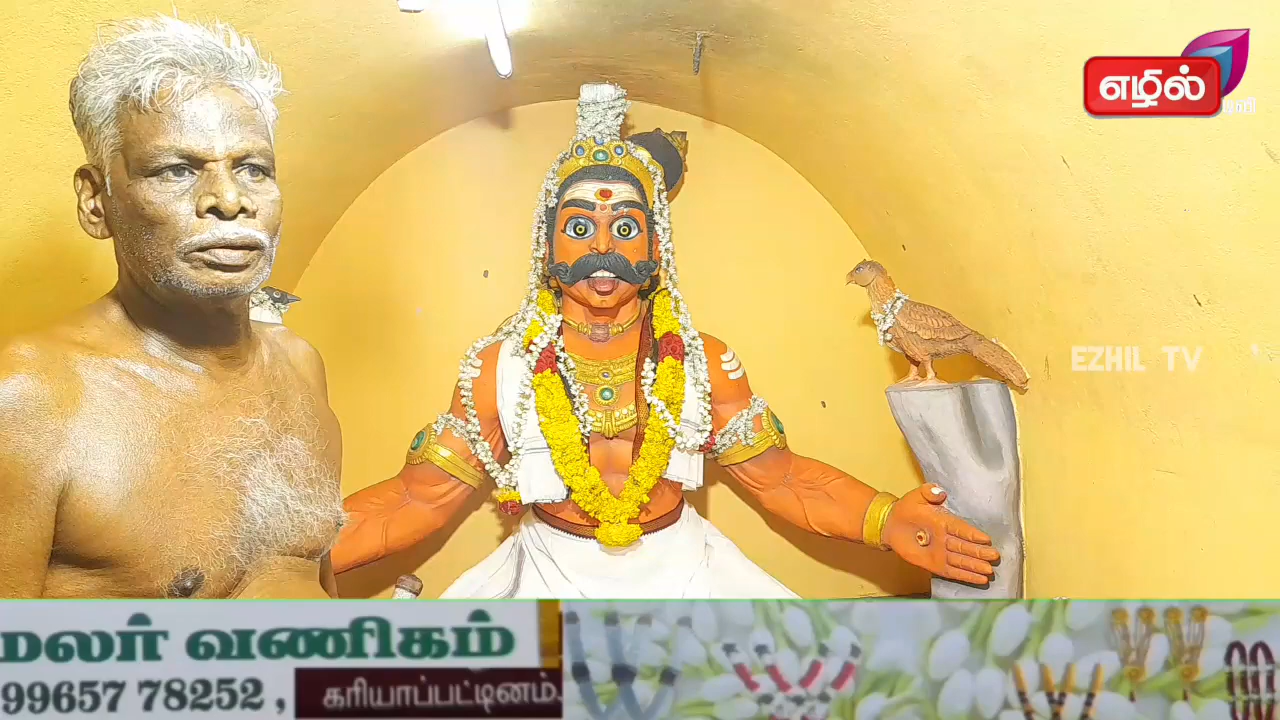 எழில்
டிவி
EZHIL TV
மலர் வணிகம்
99657 78252 ,
கரியாப்பட்டினம்.